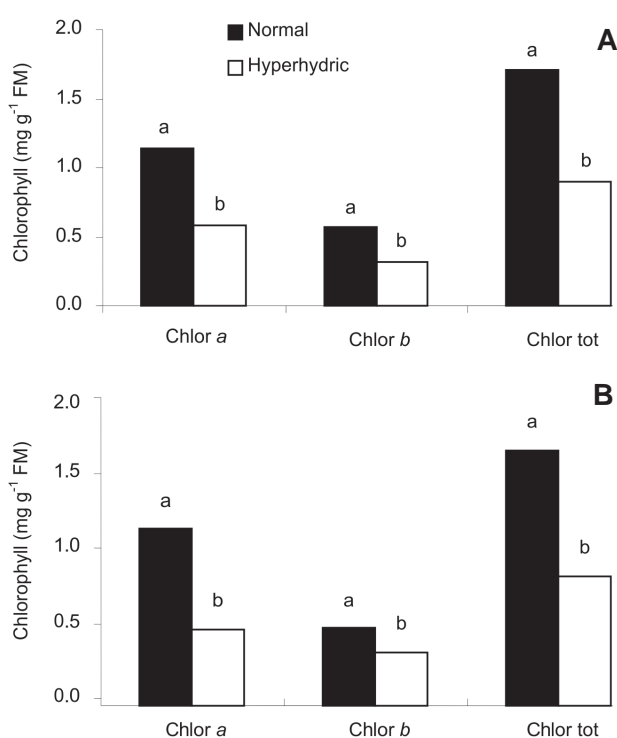 A
Normal
Hyperhydric
Chlorophyll (mg g⁻¹ FM)
2.0
1.5
1.0
0.5
0.0
a
b
a
b
a
b
Chlor a
Chlor b
Chlor tot
B
Chlorophyll (mg g⁻¹ FM)
2.0
1.5
1.0
0.5
0.0
a
b
a
b
a
b
Chlor a
Chlor b
Chlor tot